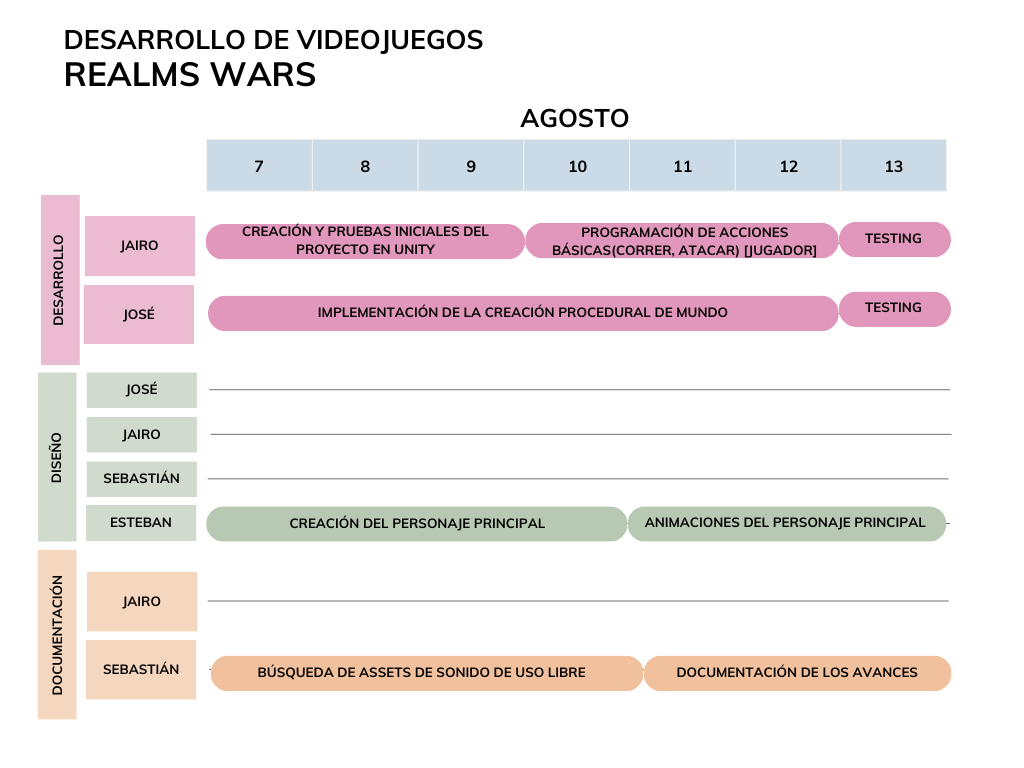 DESARROLLO DE VIDEOJUEGOS
REALMS WARS
AGOSTO
7 8 9 10 11 12 13
DESARROLLO
JAIRO
CREACIÓN Y PRUEBAS INICIALES DEL
PROYECTO EN UNITY
PROGRAMACIÓN DE ACCIONES
BÁSICAS(CORRER, ATACAR) [JUGADOR]
TESTING
JOSÉ
IMPLEMENTACIÓN DE LA CREACIÓN PROCEDURAL DE MUNDO
TESTING
DISEÑO
JOSÉ
JAIRO
SEBASTIÁN
ESTEBAN
CREACIÓN DEL PERSONAJE PRINCIPAL
ANIMACIONES DEL PERSONAJE PRINCIPAL
DOCUMENTACIÓN
JAIRO
SEBASTIÁN
BÚSQUEDA DE ASSETS DE SONIDO DE USO LIBRE
DOCUMENTACIÓN DE LOS AVANCES